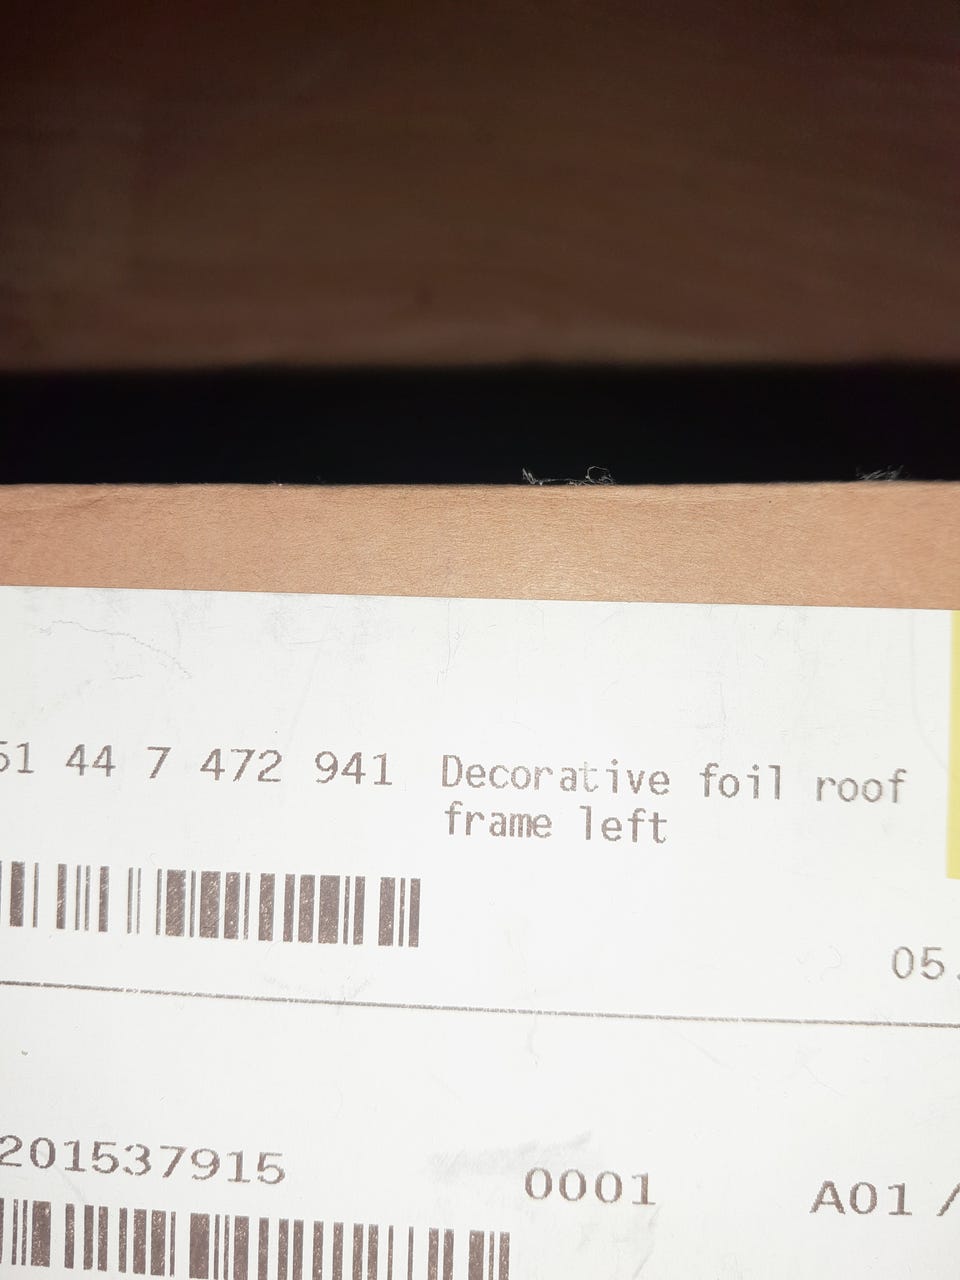 51 44 7 472 941 Decorative foil roof
frame left
05.
201537915 0001 A01 /